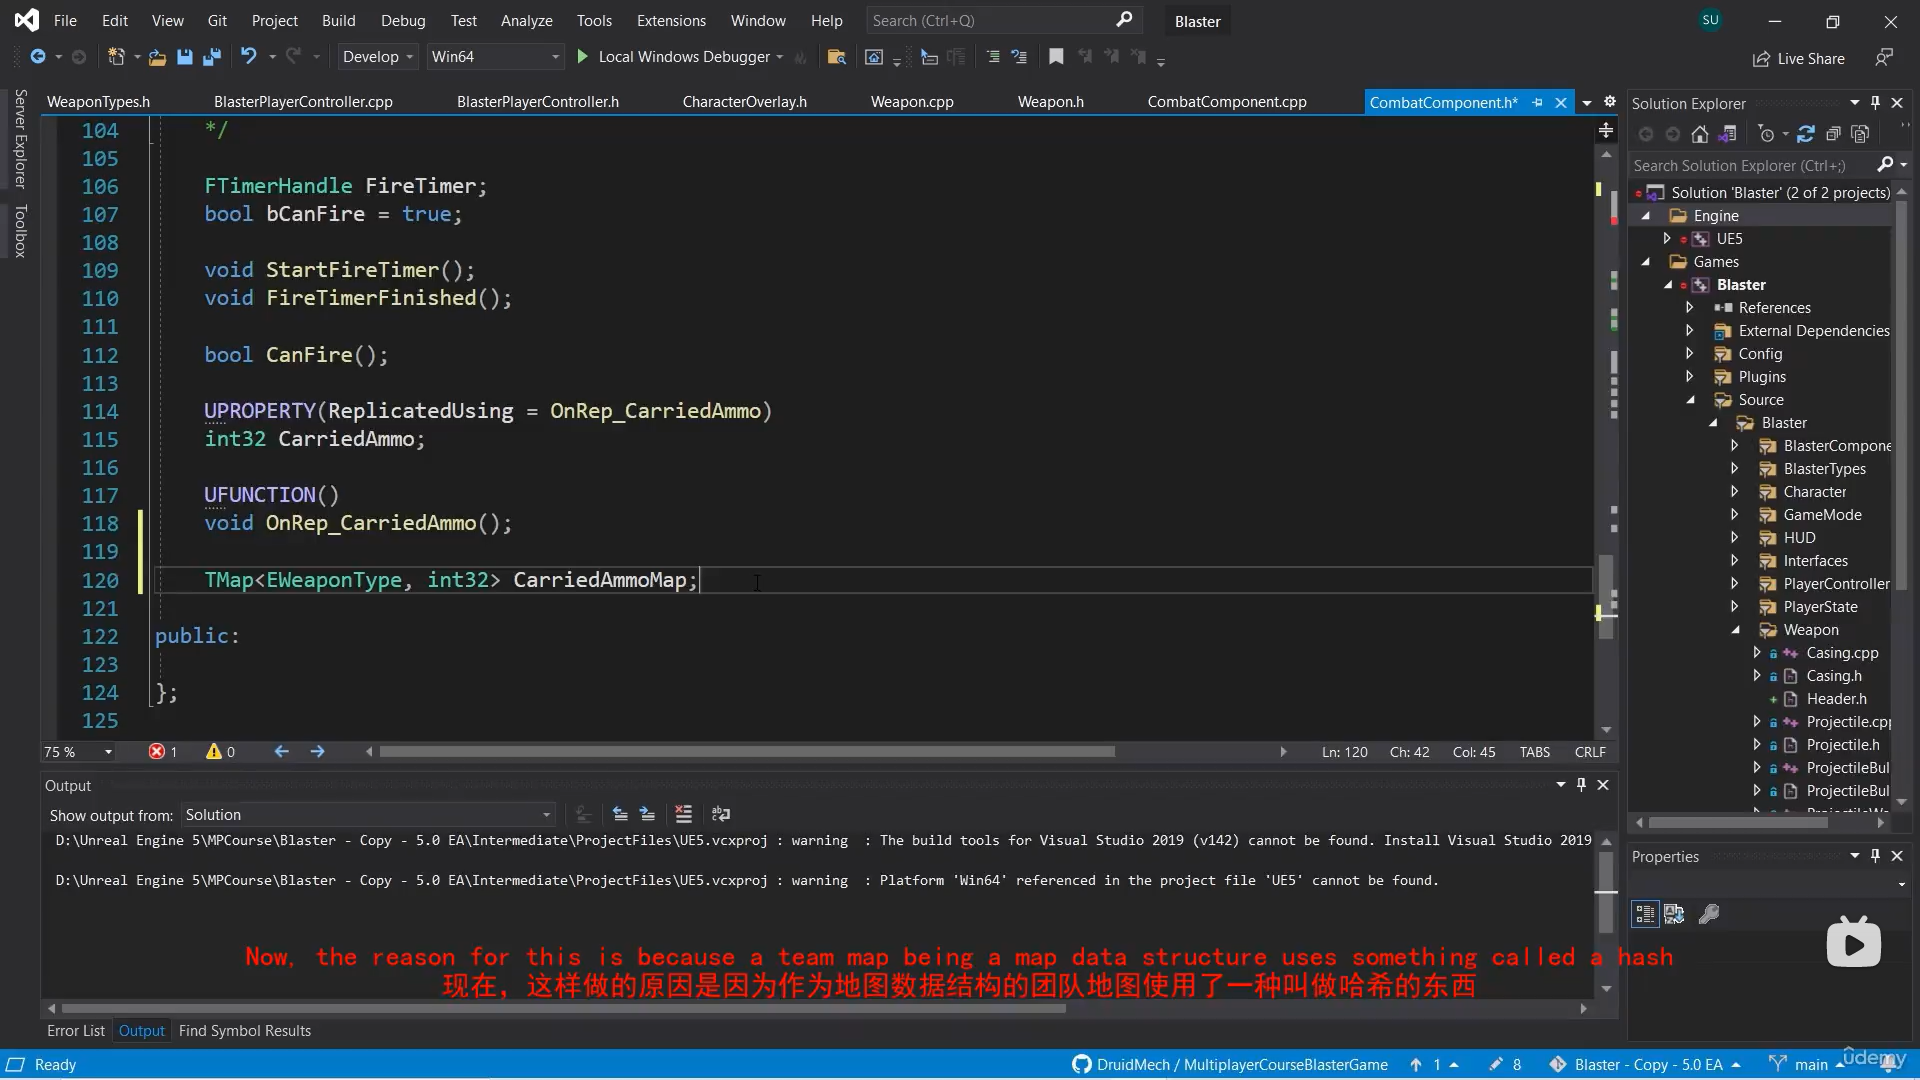 File Edit View Git Project Build Debug Test Analyze Tools Extensions Window Help Search (Ctrl+Q) Blaster SU
Develop Win64 Local Windows Debugger Live Share
Server Explorer
Toolbox
WeaponTypes.h BlasterPlayerController.cpp BlasterPlayerController.h CharacterOverlay.h Weapon.cpp Weapon.h CombatComponent.cpp CombatComponent.h*
104 */
105
106 FTimerHandle FireTimer;
107 bool bCanFire = true;
108
109 void StartFireTimer();
110 void FireTimerFinished();
111
112 bool CanFire();
113
114 UPROPERTY(ReplicatedUsing = OnRep_CarriedAmmo)
115 int32 CarriedAmmo;
116
117 UFUNCTION()
118 void OnRep_CarriedAmmo();
119
120 TMap<EWeaponType, int32> CarriedAmmoMap;
121
122 public:
123
124 };
125
75 % 1 0 Ln: 120 Ch: 42 Col: 45 TABS CRLF
Solution Explorer
Search Solution Explorer (Ctrl+;)
Solution 'Blaster' (2 of 2 projects)
Engine
UE5
Games
Blaster
References
External Dependencies
Config
Plugins
Source
Blaster
BlasterCompone
BlasterTypes
Character
GameMode
HUD
Interfaces
PlayerController
PlayerState
Weapon
Casing.cpp
Casing.h
Header.h
Projectile.cpp
Projectile.h
ProjectileBul
ProjectileBul
Properties
Output
Show output from: Solution
D:\Unreal Engine 5\MPCourse\Blaster - Copy - 5.0 EA\Intermediate\ProjectFiles\UE5.vcxproj : warning : The build tools for Visual Studio 2019 (v142) cannot be found. Install Visual Studio 2019
D:\Unreal Engine 5\MPCourse\Blaster - Copy - 5.0 EA\Intermediate\ProjectFiles\UE5.vcxproj : warning : Platform 'Win64' referenced in the project file 'UE5' cannot be found.
Now, the reason for this is because a team map being a map data structure uses something called a hash
现在，这样做的原因是因为作为地图数据结构的团队地图使用了一种叫做哈希的东西
Error List Output Find Symbol Results
Ready DruidMech / MultiplayerCourseBlasterGame 1 8 Blaster - Copy - 5.0 EA main
udemy